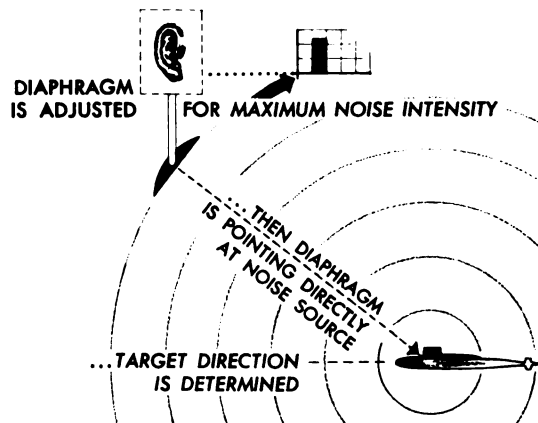 DIAPHRAGM
IS ADJUSTED
FOR MAXIMUM NOISE INTENSITY
...THEN DIAPHRAGM
IS POINTING DIRECTLY
AT NOISE SOURCE
...TARGET DIRECTION
IS DETERMINED